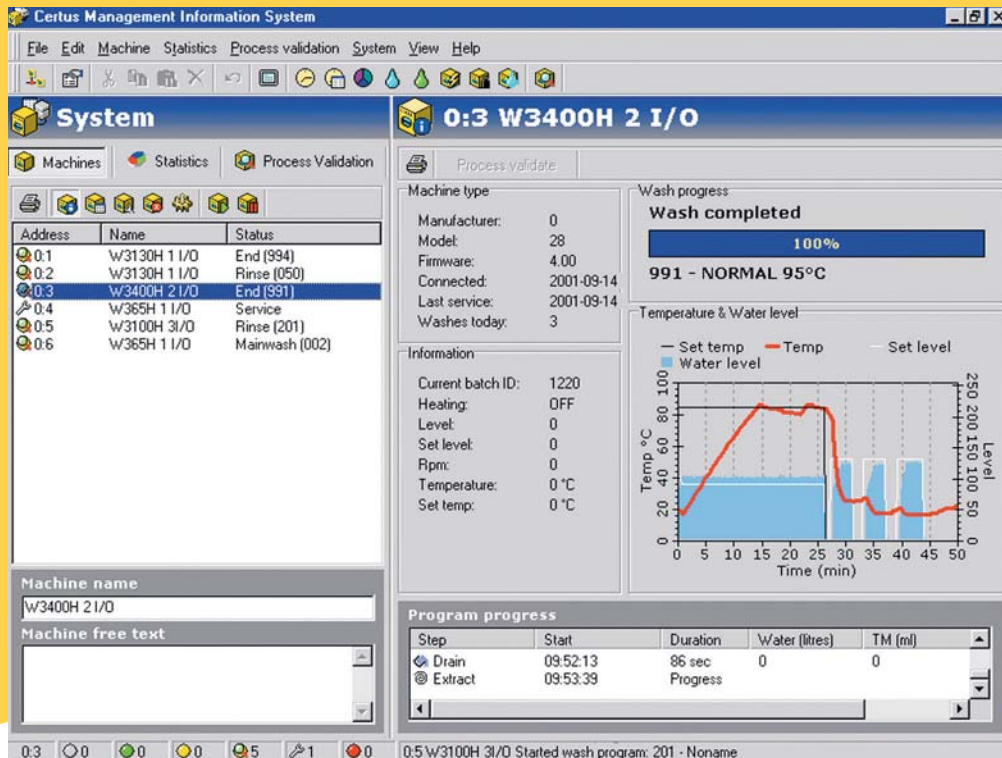 Certus Management Information System
File Edit Machine Statistics Process validation System View Help
System
Machines Statistics Process Validation
Address Name Status
0:1 W3130H 1 I/O End (994)
0:2 W3130H 1 I/O Rinse (050)
0:3 W3400H 2 I/O End (991)
0:4 W365H 1 I/O Service
0:5 W3100H 3I/O Rinse (201)
0:6 W365H 1 I/O Mainwash (002)
Machine name
W3400H 2 I/O
Machine free text
0:3 W3400H 2 I/O
Process validate
Machine type
Manufacturer: 0
Model: 28
Firmware: 4.00
Connected: 2001-09-14
Last service: 2001-09-14
Washes today: 3
Information
Current batch ID: 1220
Heating: OFF
Level: 0
Set level: 0
Rpm: 0
Temperature: 0 °C
Set temp: 0 °C
Wash progress
Wash completed
100%
991 - NORMAL 95°C
Temperature & Water level
Set temp Temp Set level
Water level
Temp °C
0 20 40 60 80 100
Level
0 50 100 150 200 250
0 5 10 15 20 25 30 35 40 45 50
Time (min)
Program progress
Step Start Duration Water (litres) TM (ml)
Drain 09:52:13 86 sec 0 0
Extract 09:53:39 Progress
0:3 0 0 0 5 1 0 0:5 W3100H 3I/O Started wash program: 201 - Noname